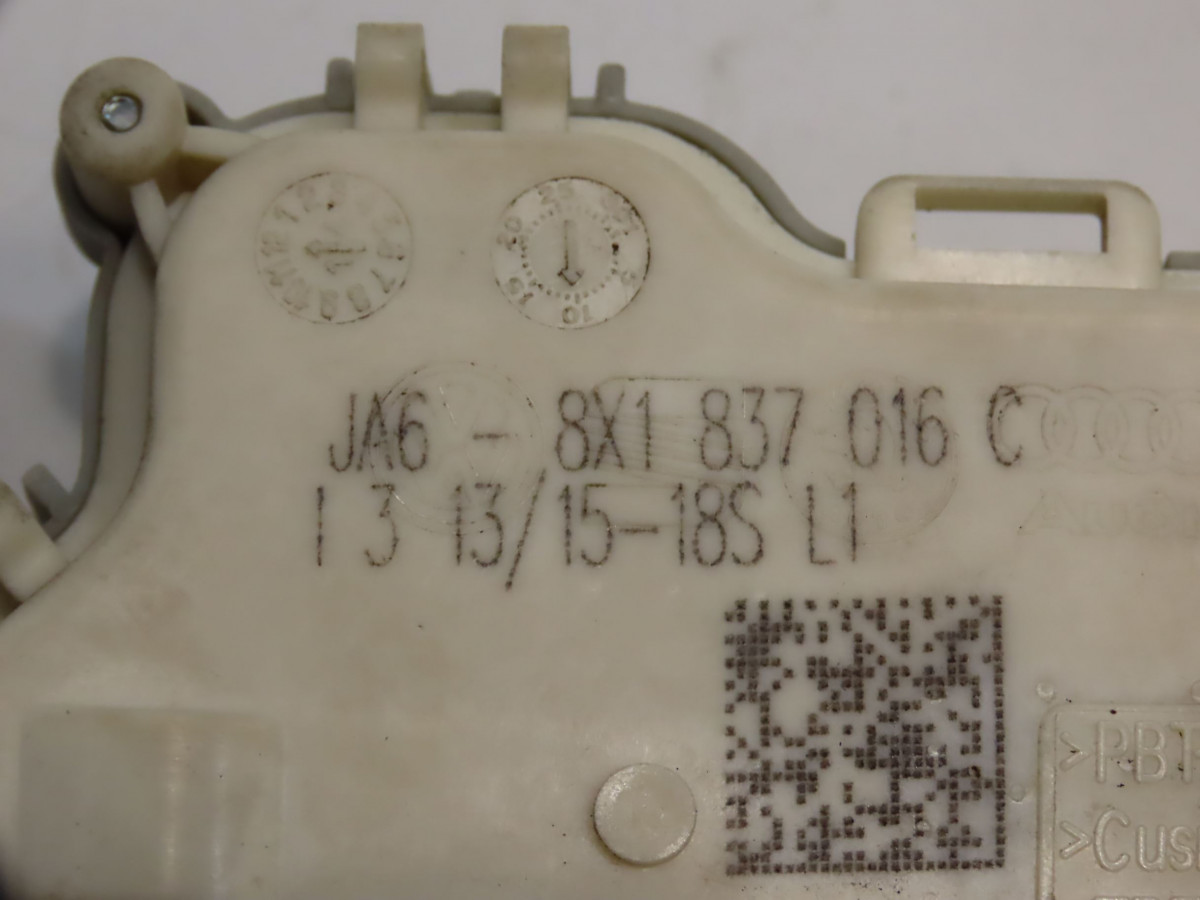 JA6 - 8X1 837 016 C
I 3 13/15-18S L1
>PBT
>Cus